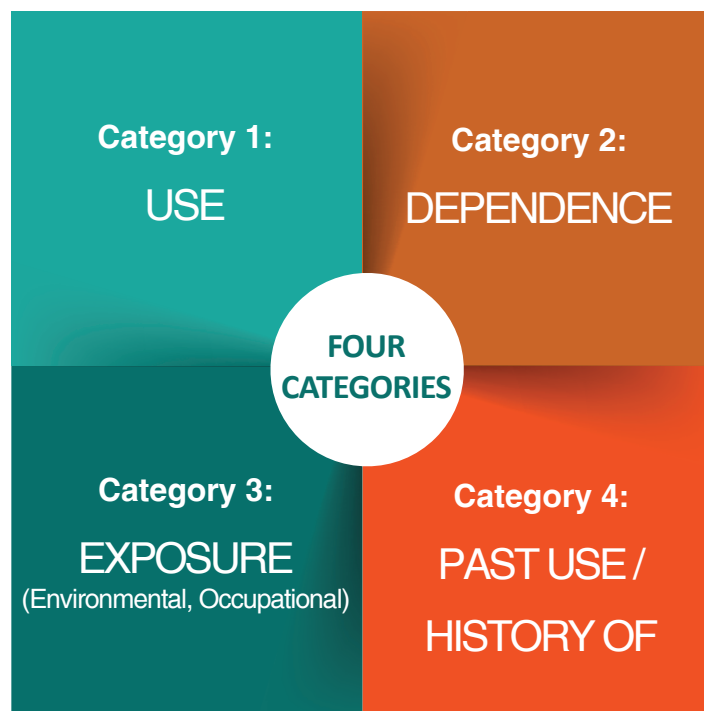 Category 1:
USE
Category 2:
DEPENDENCE
FOUR
CATEGORIES
Category 3:
EXPOSURE
(Environmental, Occupational)
Category 4:
PAST USE /
HISTORY OF